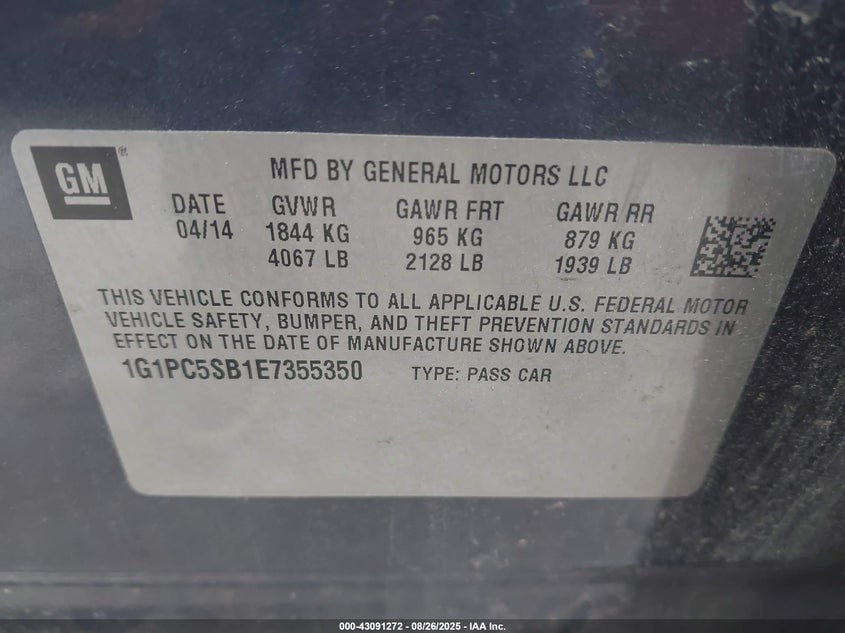 GM®
MFD BY GENERAL MOTORS LLC
DATE GVWR GAWR FRT GAWR RR
04/14 1844 KG 965 KG 879 KG
4067 LB 2128 LB 1939 LB
THIS VEHICLE CONFORMS TO ALL APPLICABLE U.S. FEDERAL MOTOR
VEHICLE SAFETY, BUMPER, AND THEFT PREVENTION STANDARDS IN
EFFECT ON THE DATE OF MANUFACTURE SHOWN ABOVE.
1G1PC5SB1E7355350 TYPE: PASS CAR
000-43091272 - 08/26/2025 - IAA Inc.